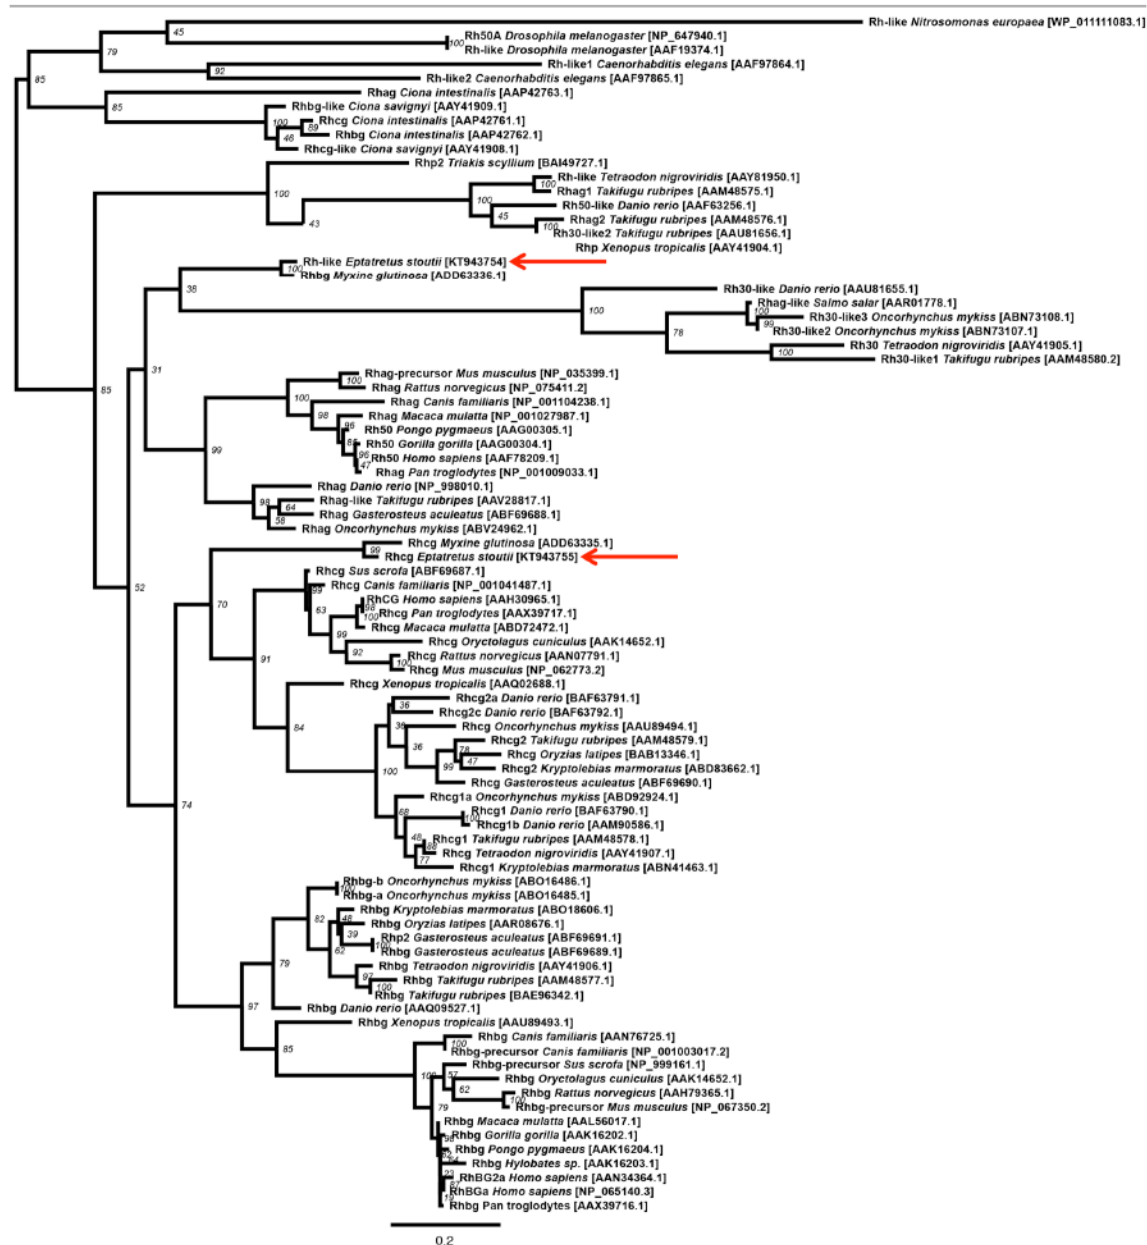 Rh-like Nitrosomonas europaea [WP_011111083.1]
45
Rh50A Drosophila melanogaster [NP_647940.1]
100
79
Rh-like Drosophila melanogaster [AAF19374.1]
Rh-like1 Caenorhabditis elegans [AAF97864.1]
92
85
Rh-like2 Caenorhabditis elegans [AAF97865.1]
Rhag Ciona intestinalis [AAP42763.1]
85
Rhbg-like Ciona savignyi [AAY41909.1]
100
Rhcg Ciona intestinalis [AAP42761.1]
89
Rhbg Ciona intestinalis [AAP42762.1]
46
Rhcg-like Ciona savignyi [AAY41908.1]
Rhp2 Triakis scyllium [BAI49727.1]
Rh-like Tetraodon nigroviridis [AAY81950.1]
100
100
Rhag1 Takifugu rubripes [AAM48575.1]
100
Rh50-like Danio rerio [AAF63256.1]
45
Rhag2 Takifugu rubripes [AAM48576.1]
43
100
Rh30-like2 Takifugu rubripes [AAU81656.1]
Rhp Xenopus tropicalis [AAY41904.1]
Rh-like Eptatretus stoutii [KT943754]
100
Rhbg Myxine glutinosa [ADD63336.1]
38
Rh30-like Danio rerio [AAU81655.1]
Rhag-like Salmo salar [AAR01778.1]
100
100
Rh30-like3 Oncorhynchus mykiss [ABN73108.1]
99
Rh30-like2 Oncorhynchus mykiss [ABN73107.1]
78
Rh30 Tetraodon nigroviridis [AAY41905.1]
100
Rh30-like1 Takifugu rubripes [AAM48580.2]
31
85
Rhag-precursor Mus musculus [NP_035399.1]
100
Rhag Rattus norvegicus [NP_075411.2]
100
Rhag Canis familiaris [NP_001104238.1]
98
Rhag Macaca mulatta [NP_001027987.1]
96
Rh50 Pongo pygmaeus [AAG00305.1]
Rh50 Gorilla gorilla [AAG00304.1]
96
Rh50 Homo sapiens [AAF78209.1]
47
Rhag Pan troglodytes [NP_001009033.1]
99
Rhag Danio rerio [NP_998010.1]
98
Rhag-like Takifugu rubripes [AAV28817.1]
64
Rhag Gasterosteus aculeatus [ABF69688.1]
58
Rhag Oncorhynchus mykiss [ABV24962.1]
Rhcg Myxine glutinosa [ADD63335.1]
99
Rhcg Eptatretus stoutii [KT943755]
52
Rhcg Sus scrofa [ABF69687.1]
99
Rhcg Canis familiaris [NP_001041487.1]
70
RhCG Homo sapiens [AAH30965.1]
98
63
Rhcg Pan troglodytes [AAX39717.1]
100
Rhcg Macaca mulatta [ABD72472.1]
99
Rhcg Oryctolagus cuniculus [AAK14652.1]
92
Rhcg Rattus norvegicus [AAN07791.1]
100
91
Rhcg Mus musculus [NP_062773.2]
Rhcg Xenopus tropicalis [AAQ02688.1]
Rhcg2a Danio rerio [BAF63791.1]
36
Rhcg2c Danio rerio [BAF63792.1]
84
36
Rhcg Oncorhynchus mykiss [AAU89494.1]
Rhcg2 Takifugu rubripes [AAM48579.1]
36
78
Rhcg Oryzias latipes [BAB13346.1]
47
99
Rhcg2 Kryptolebias marmoratus [ABD83662.1]
100
Rhcg Gasterosteus aculeatus [ABF69690.1]
Rhcg1a Oncorhynchus mykiss [ABD92924.1]
74
68
Rhcg1 Danio rerio [BAF63790.1]
100
Rhcg1b Danio rerio [AAM90586.1]
48
Rhcg1 Takifugu rubripes [AAM48578.1]
88
Rhcg Tetraodon nigroviridis [AAY41907.1]
77
Rhcg1 Kryptolebias marmoratus [ABN41463.1]
Rhbg-b Oncorhynchus mykiss [ABO16486.1]
100
Rhbg-a Oncorhynchus mykiss [ABO16485.1]
Rhbg Kryptolebias marmoratus [ABO18606.1]
82
48
Rhbg Oryzias latipes [AAR08676.1]
39
Rhp2 Gasterosteus aculeatus [ABF69691.1]
100
62
Rhbg Gasterosteus aculeatus [ABF69689.1]
79
Rhbg Tetraodon nigroviridis [AAY41906.1]
97
Rhbg Takifugu rubripes [AAM48577.1]
100
Rhbg Takifugu rubripes [BAE96342.1]
97
Rhbg Danio rerio [AAQ09527.1]
Rhbg Xenopus tropicalis [AAU89493.1]
Rhbg Canis familiaris [AAN76725.1]
100
85
Rhbg-precursor Canis familiaris [NP_001003017.2]
Rhbg-precursor Sus scrofa [NP_999161.1]
100
57
Rhbg Oryctolagus cuniculus [AAK14652.1]
62
Rhbg Rattus norvegicus [AAH79365.1]
100
79
Rhbg-precursor Mus musculus [NP_067350.2]
Rhbg Macaca mulatta [AAL56017.1]
Rhbg Gorilla gorilla [AAK16202.1]
Rhbg Pongo pygmaeus [AAK16204.1]
Rhbg Hylobates sp. [AAK16203.1]
23
RhBG2a Homo sapiens [AAN34364.1]
87
RhBGa Homo sapiens [NP_065140.3]
19
Rhbg Pan troglodytes [AAX39716.1]
0.2